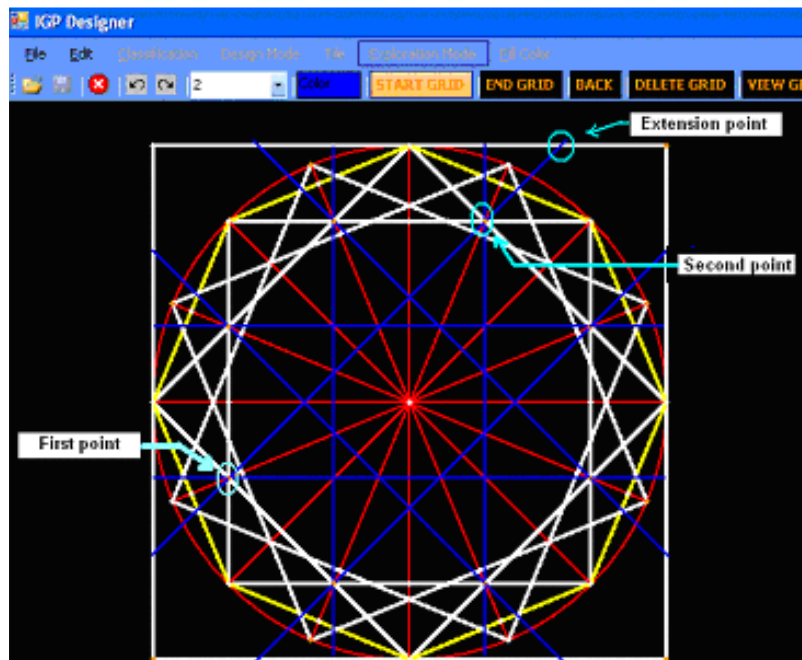 IGP Designer
File Edit Classification Design Mode Tile Exploration Mode Fill Color
2 Color START GRID END GRID BACK DELETE GRID VIEW G
Extension point
Second point
First point